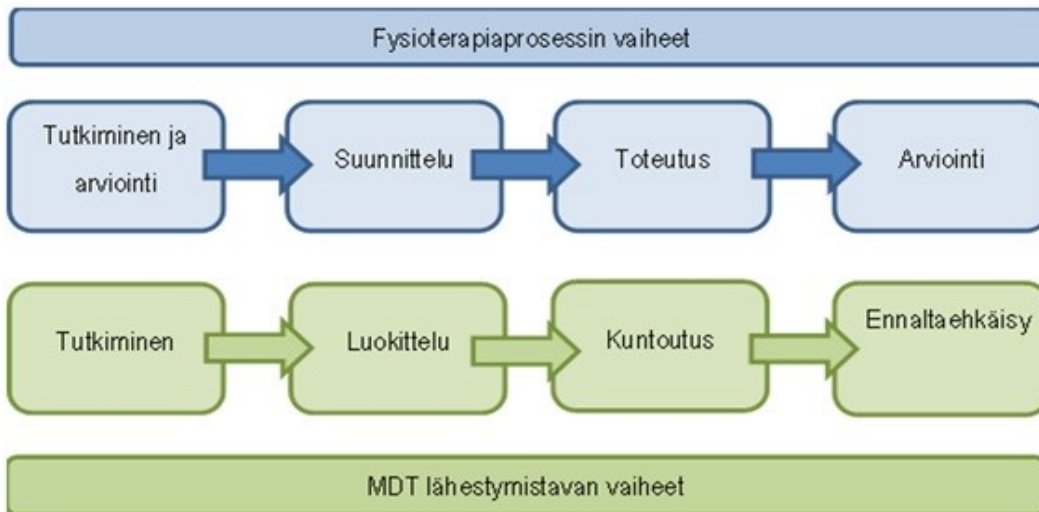 Fysioterapiaprosessin vaiheet
Tutkiminen ja
arviointi
Suunnittelu
Toteutus
Arviointi
Tutkiminen
Luokittelu
Kuntoutus
Ennaltaehkäisy
MDT lähestymistavan vaiheet